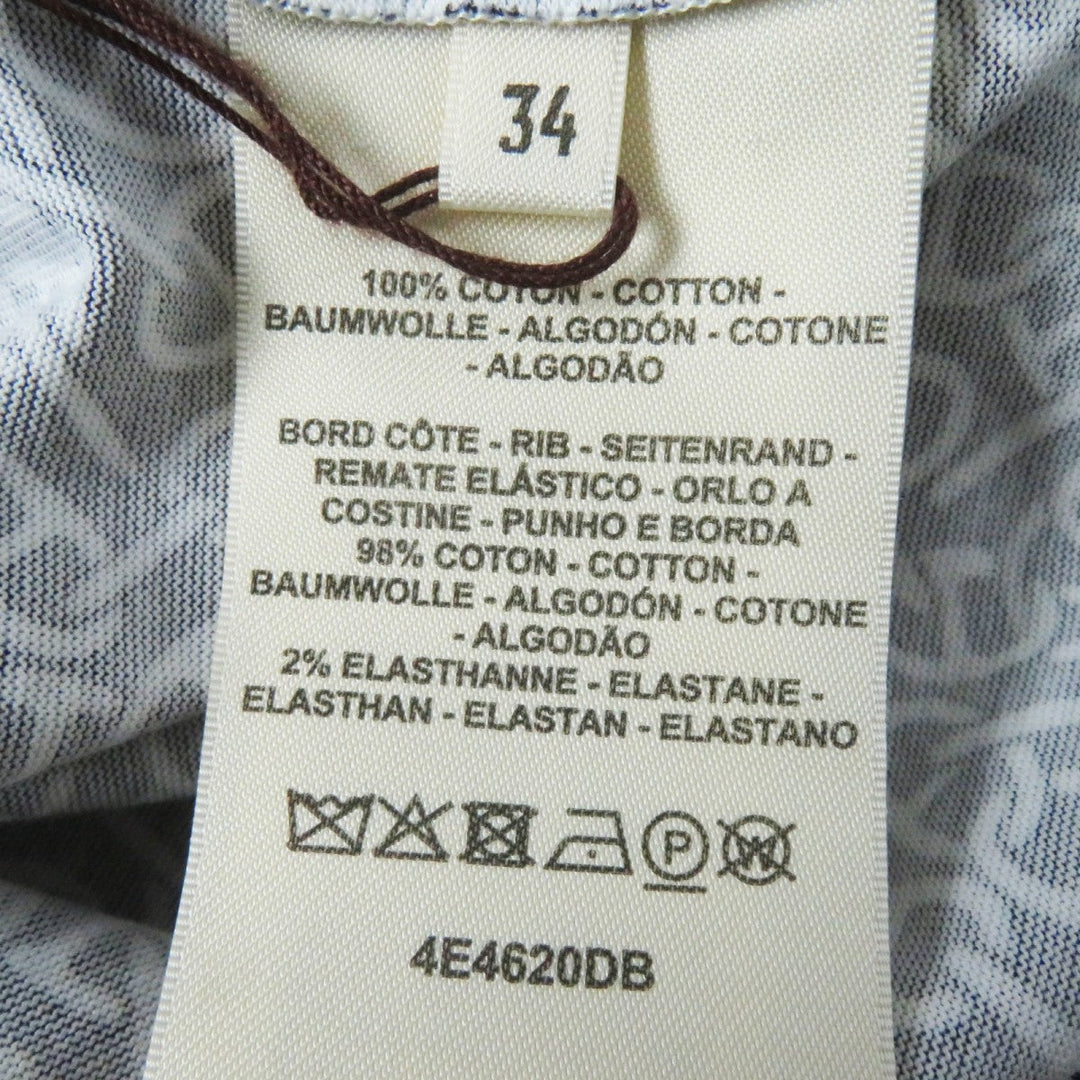 34
100% COTON - COTTON -
BAUMWOLLE - ALGODÓN - COTONE
- ALGODÃO
BORD CÔTE - RIB - SEITENRAND -
REMATE ELÁSTICO - ORLO A
COSTINE - PUNHO E BORDA
98% COTON - COTTON -
BAUMWOLLE - ALGODÓN - COTONE
- ALGODÃO
2% ELASTHANNE - ELASTANE -
ELASTHAN - ELASTAN - ELASTANO
P W
4E4620DB